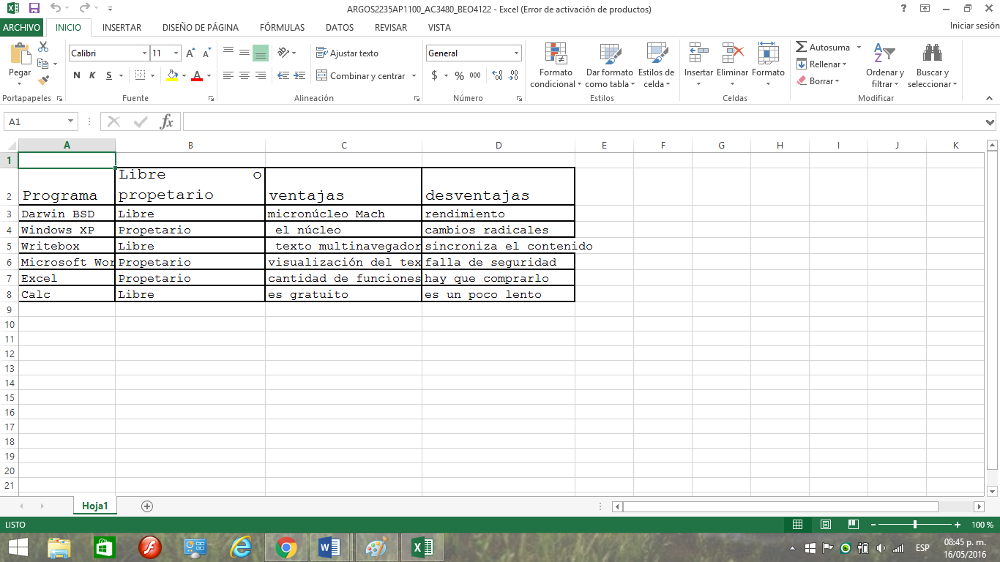 ARGOS2235AP1100_AC3480_BEO4122 - Excel (Error de activación de productos)
ARCHIVO INICIO INSERTAR DISEÑO DE PÁGINA FÓRMULAS DATOS REVISAR VISTA Iniciar sesión
Pegar
Portapapeles
Calibri 11
N K S
Fuente
Ajustar texto
Combinar y centrar
Alineación
General
$ % 000
Número
Formato condicional
Dar formato como tabla
Estilos de celda
Estilos
Insertar Eliminar Formato
Celdas
Autosuma
Rellenar
Borrar
Ordenar y filtrar
Buscar y seleccionar
Modificar
A1 fx
A B C D E F G H I J K
1
2 Programa Libre o propetario ventajas desventajas
3 Darwin BSD Libre micronúcleo Mach rendimiento
4 Windows XP Propetario el núcleo cambios radicales
5 Writebox Libre texto multinavegador sincroniza el contenido
6 Microsoft Wor Propetario visualización del tex falla de seguridad
7 Excel Propetario cantidad de funciones hay que comprarlo
8 Calc Libre es gratuito es un poco lento
9
10
11
12
13
14
15
16
17
18
19
20
21
Hoja1
LISTO 100 %
ESP
08:45 p. m.
16/05/2016